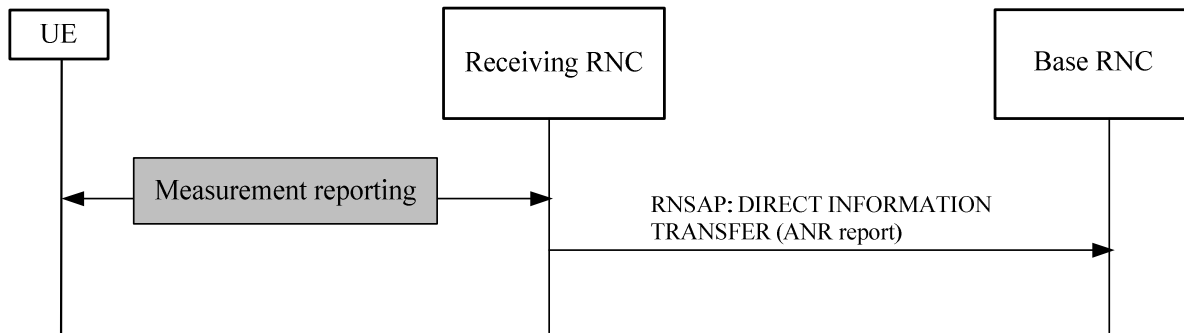 UE
Receiving RNC
Base RNC
Measurement reporting
RNSAP: DIRECT INFORMATION
TRANSFER (ANR report)